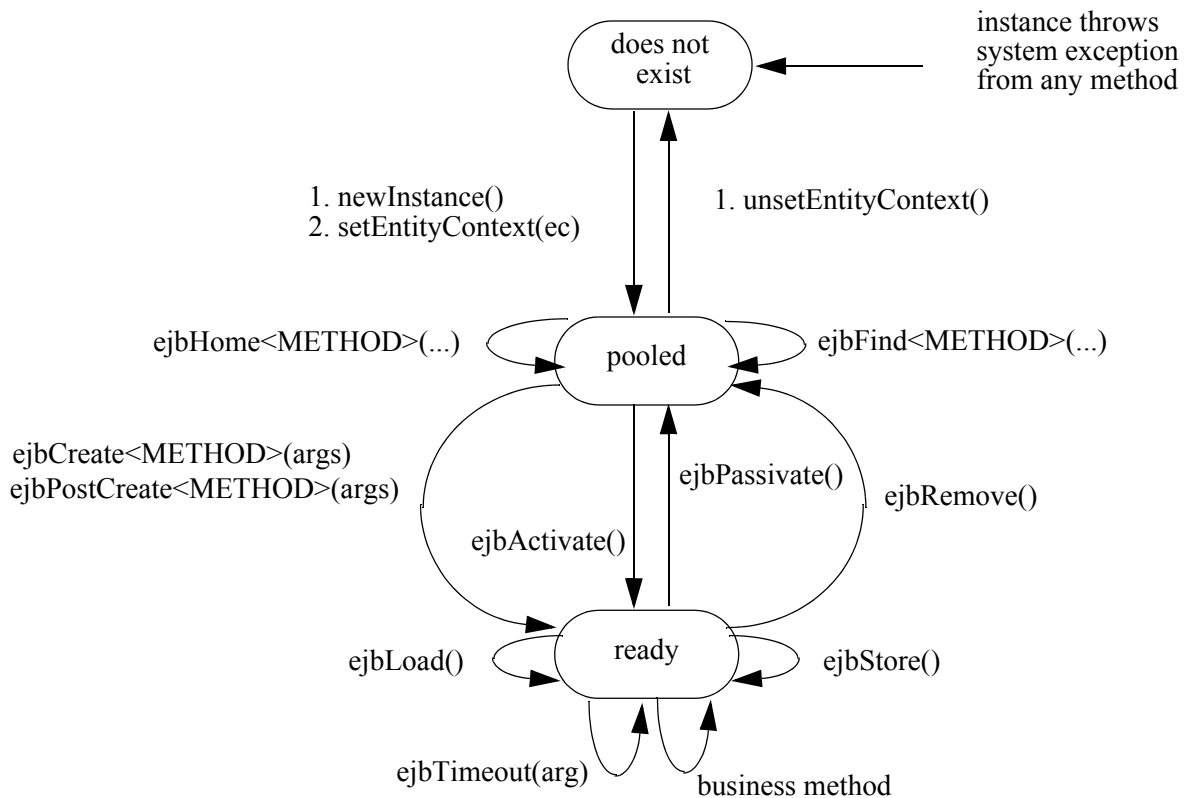 does not
exist
instance throws
system exception
from any method
1. newInstance()
2. setEntityContext(ec)
1. unsetEntityContext()
ejbHome<METHOD>(...)
pooled
ejbFind<METHOD>(...)
ejbCreate<METHOD>(args)
ejbPostCreate<METHOD>(args)
ejbPassivate()
ejbRemove()
ejbActivate()
ejbLoad()
ready
ejbStore()
ejbTimeout(arg)
business method